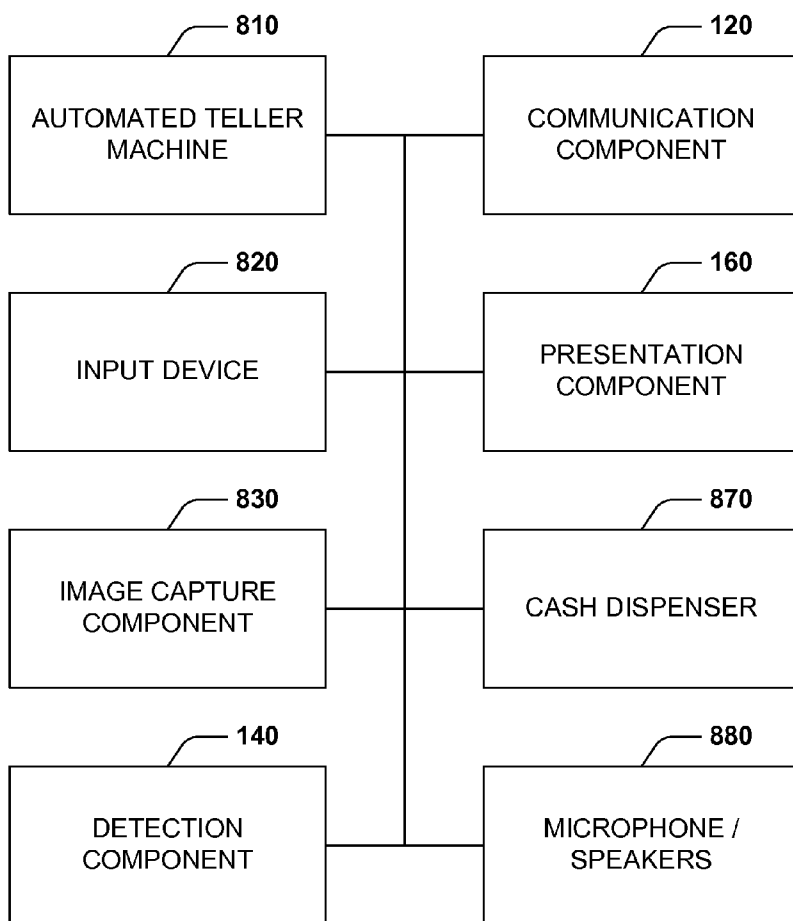 810
AUTOMATED TELLER
MACHINE
120
COMMUNICATION
COMPONENT
820
INPUT DEVICE
160
PRESENTATION
COMPONENT
830
IMAGE CAPTURE
COMPONENT
870
CASH DISPENSER
140
DETECTION
COMPONENT
880
MICROPHONE /
SPEAKERS